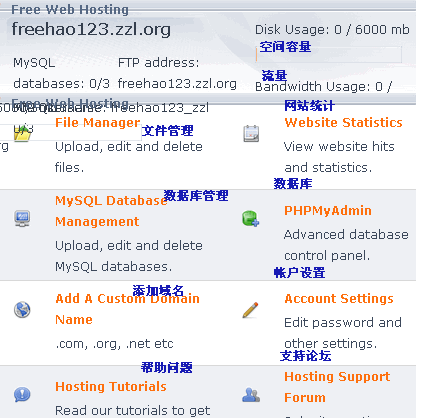 Free Web Hosting
freehao123.zzl.org
Disk Usage: 0 / 6000 mb
空间容量
流量
MySQL
databases: 0/3
FTP address:
freehao123.zzl.org
Bandwidth Usage: 0 /
Free Web Hosting
freehao123_zzl
网站统计
File Manager
文件管理
Upload, edit and delete
files.
Website Statistics
View website hits
and statistics.
数据库管理
MySQL Database
Management
Upload, edit and delete
MySQL databases.
数据库
PHPMyAdmin
Advanced database
control panel.
添加域名
Add A Custom Domain
Name
.com, .org, .net etc
帐户设置
Account Settings
Edit password and
other settings.
帮助问题
Hosting Tutorials
Read our tutorials to get
支持论坛
Hosting Support
Forum